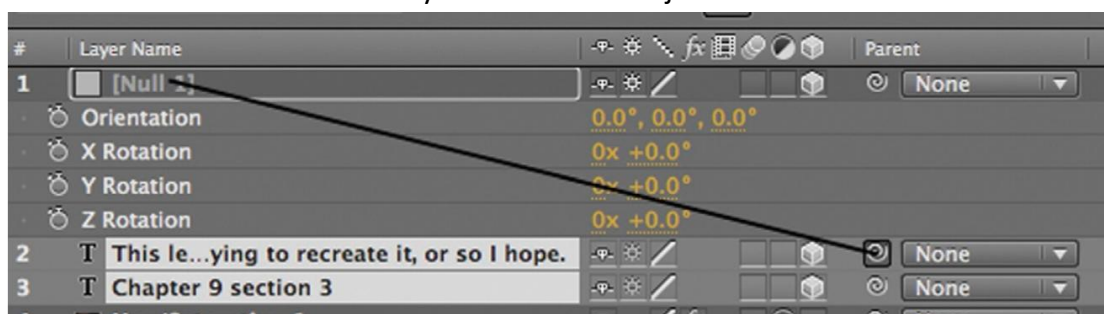 # Layer Name fx Parent
1 [Null 1] None
Orientation 0.0°, 0.0°, 0.0°
X Rotation 0x +0.0°
Y Rotation 0x +0.0°
Z Rotation 0x +0.0°
2 T This le...ying to recreate it, or so I hope. None
3 T Chapter 9 section 3 None